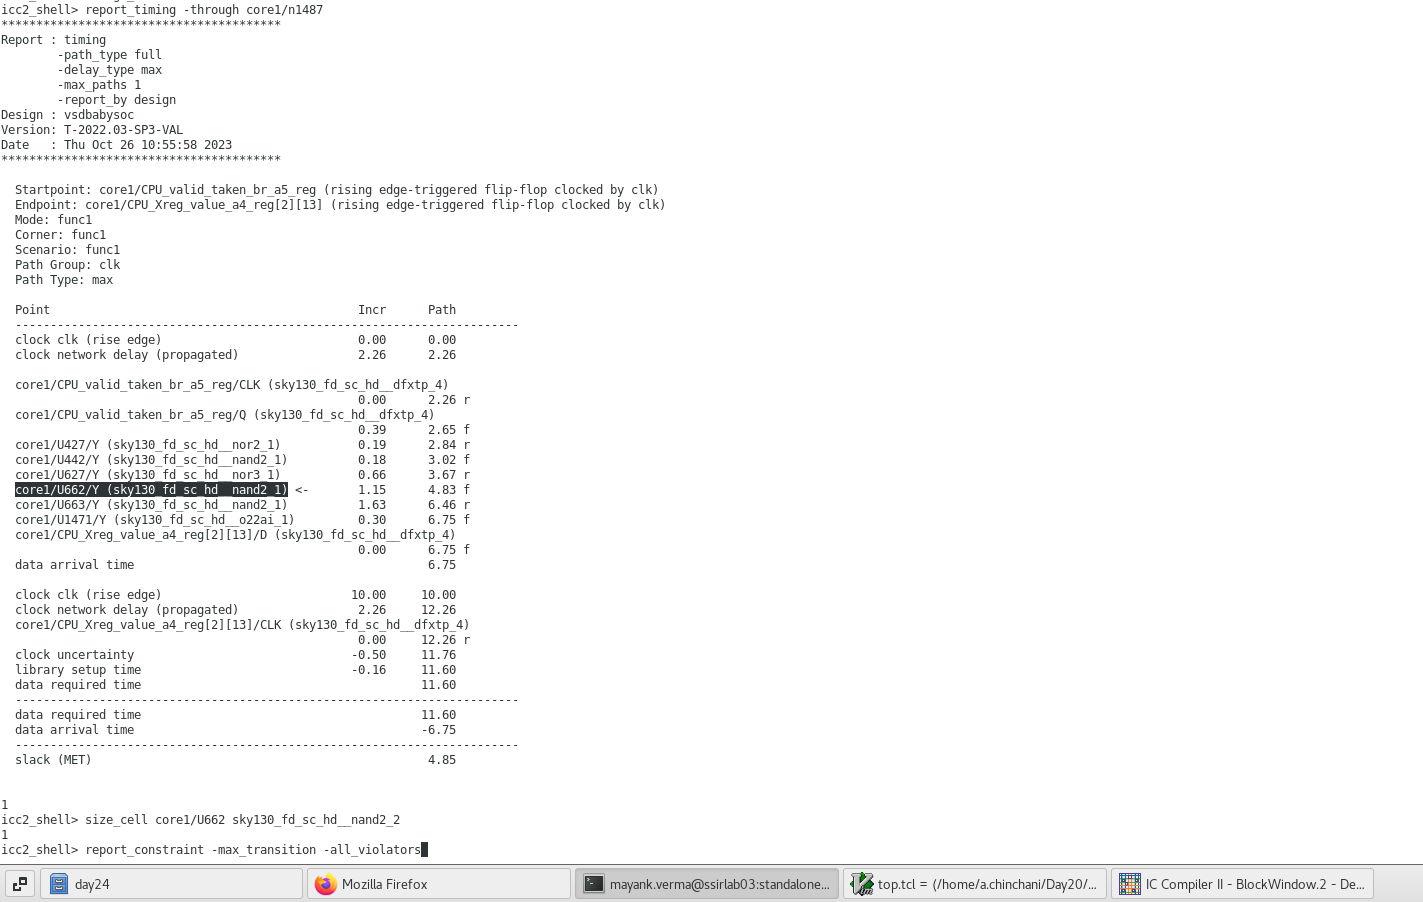 icc2_shell> report_timing -through core1/n1487
****************************************
Report : timing
        -path_type full
        -delay_type max
        -max_paths 1
        -report_by design
Design : vsdbabysoc
Version: T-2022.03-SP3-VAL
Date   : Thu Oct 26 10:55:58 2023
****************************************
  Startpoint: core1/CPU_valid_taken_br_a5_reg (rising edge-triggered flip-flop clocked by clk)
  Endpoint: core1/CPU_Xreg_value_a4_reg[2][13] (rising edge-triggered flip-flop clocked by clk)
  Mode: func1
  Corner: func1
  Scenario: func1
  Path Group: clk
  Path Type: max
  Point                                            Incr      Path
  ------------------------------------------------------------------------
  clock clk (rise edge)                            0.00      0.00
  clock network delay (propagated)                 2.26      2.26
  core1/CPU_valid_taken_br_a5_reg/CLK (sky130_fd_sc_hd__dfxtp_4)
                                                   0.00      2.26 r
  core1/CPU_valid_taken_br_a5_reg/Q (sky130_fd_sc_hd__dfxtp_4)
                                                   0.39      2.65 f
  core1/U427/Y (sky130_fd_sc_hd__nor2_1)           0.19      2.84 r
  core1/U442/Y (sky130_fd_sc_hd__nand2_1)          0.18      3.02 f
  core1/U627/Y (sky130_fd_sc_hd__nor3_1)           0.66      3.67 r
  core1/U662/Y (sky130_fd_sc_hd__nand2_1) <-       1.15      4.83 f
  core1/U663/Y (sky130_fd_sc_hd__nand2_1)          1.63      6.46 r
  core1/U1471/Y (sky130_fd_sc_hd__o22ai_1)         0.30      6.75 f
  core1/CPU_Xreg_value_a4_reg[2][13]/D (sky130_fd_sc_hd__dfxtp_4)
                                                   0.00      6.75 f
  data arrival time                                          6.75
  clock clk (rise edge)                           10.00     10.00
  clock network delay (propagated)                 2.26     12.26
  core1/CPU_Xreg_value_a4_reg[2][13]/CLK (sky130_fd_sc_hd__dfxtp_4)
                                                   0.00     12.26 r
  clock uncertainty                               -0.50     11.76
  library setup time                              -0.16     11.60
  data required time                                        11.60
  ------------------------------------------------------------------------
  data required time                                        11.60
  data arrival time                                         -6.75
  ------------------------------------------------------------------------
  slack (MET)                                                4.85
1
icc2_shell> size_cell core1/U662 sky130_fd_sc_hd__nand2_2
1
icc2_shell> report_constraint -max_transition -all_violators
day24
Mozilla Firefox
mayank.verma@ssirlab03:standalone...
top.tcl = (/home/a.chinchani/Day20/...
IC Compiler II - BlockWindow.2 - De...